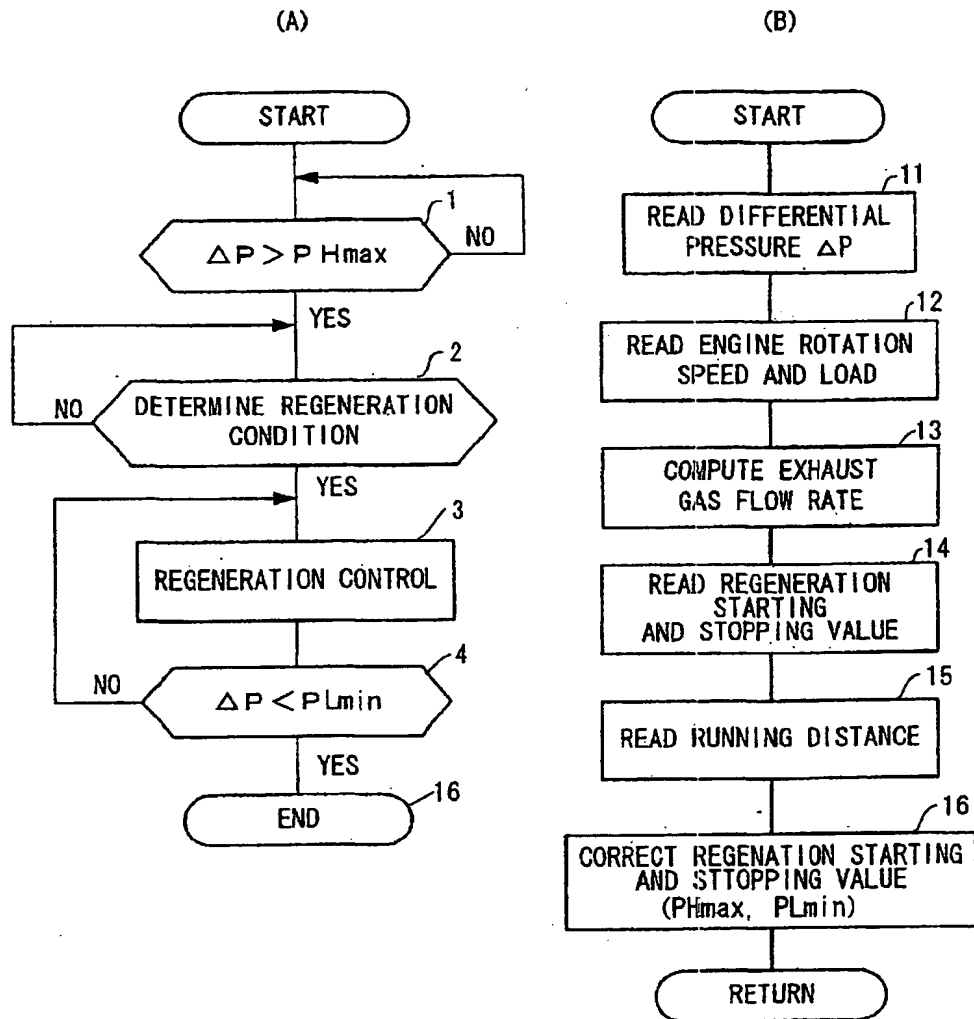 (A)
START
1
△P > PHmax
NO
YES
2
DETERMINE REGENERATION
CONDITION
NO
YES
3
REGENERATION CONTROL
4
△P < PLmin
NO
YES
16
END
(B)
START
11
READ DIFFERENTIAL
PRESSURE △P
12
READ ENGINE ROTATION
SPEED AND LOAD
13
COMPUTE EXHAUST
GAS FLOW RATE
14
READ REGENERATION
STARTING
AND STOPPING VALUE
15
READ RUNNING DISTANCE
16
CORRECT REGENATION STARTING
AND STTOPPING VALUE
(PHmax, PLmin)
RETURN